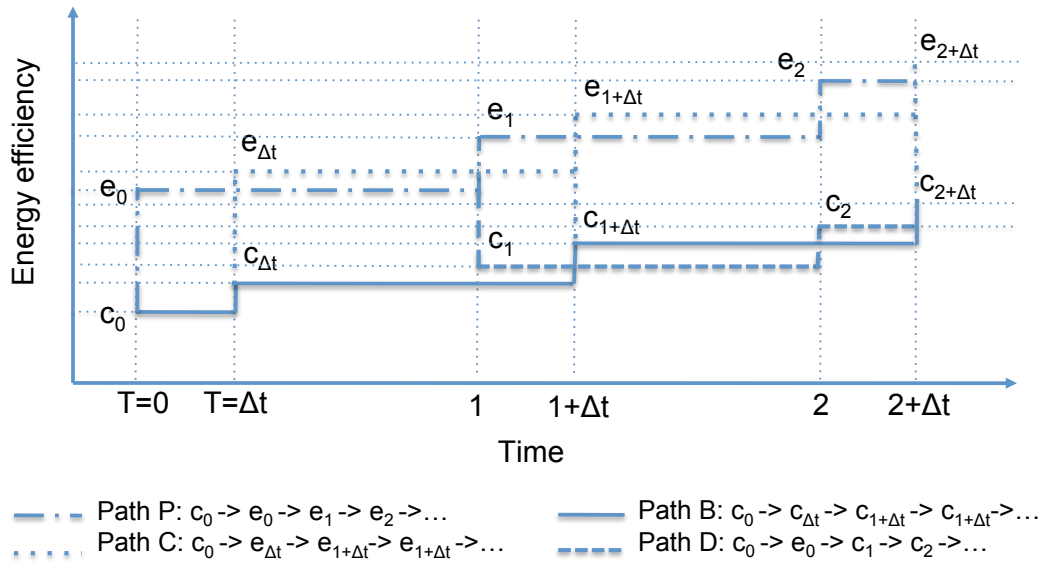 Energy efficiency
e₂₊Δt
e₂
e₁₊Δt
e₁
eΔt
e₀
c₂₊Δt
c₂
c₁₊Δt
c₁
cΔt
c₀
T=0 T=Δt 1 1+Δt 2 2+Δt
Time
Path P: c₀ -> e₀ -> e₁ -> e₂ ->…
Path B: c₀ -> cΔt -> c₁₊Δt -> c₁₊Δt ->…
Path C: c₀ -> eΔt -> e₁₊Δt -> e₁₊Δt ->…
Path D: c₀ -> e₀ -> c₁ -> c₂ ->…